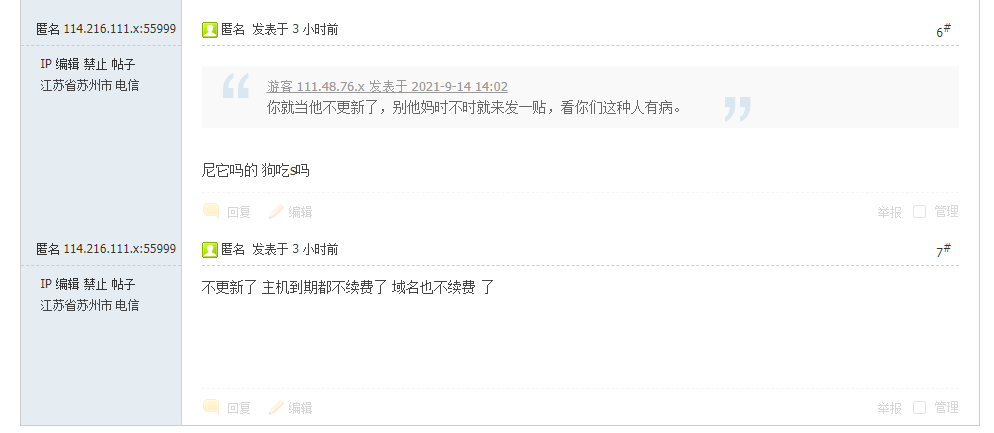 匿名 114.216.111.x:55999
匿名 发表于 3 小时前
6#
IP 编辑 禁止 帖子
江苏省苏州市 电信
游客 111.48.76.x 发表于 2021-9-14 14:02
你就当他不更新了，别他妈时不时就来发一贴，看你们这种人有病。
尼它吗的 狗吃s吗
回复 编辑
举报 管理
匿名 114.216.111.x:55999
匿名 发表于 3 小时前
7#
IP 编辑 禁止 帖子
江苏省苏州市 电信
不更新了 主机到期都不续费了 域名也不续费 了
回复 编辑
举报 管理